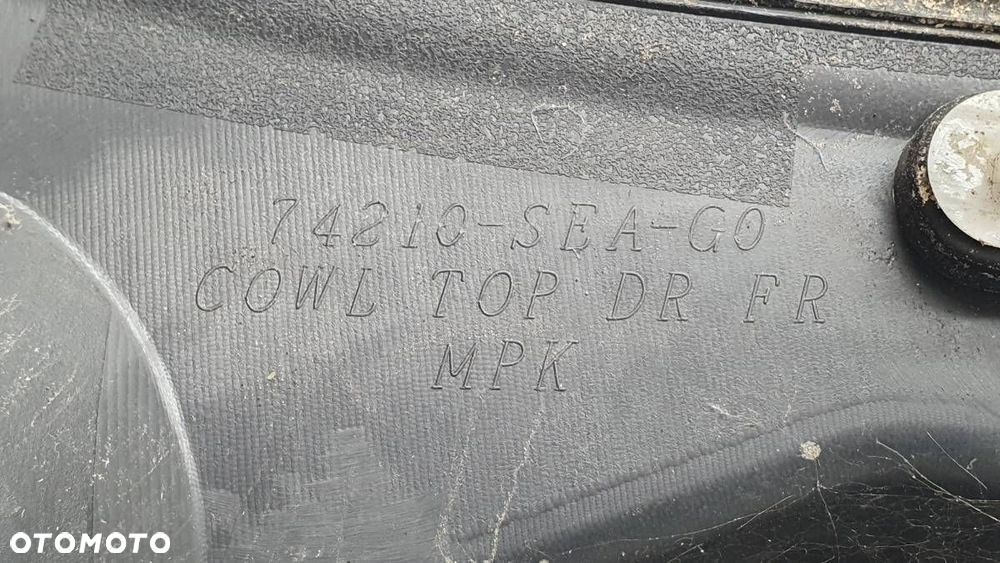 74210-SEA-G0
COWL TOP DR FR
MPK
OTOMOTO